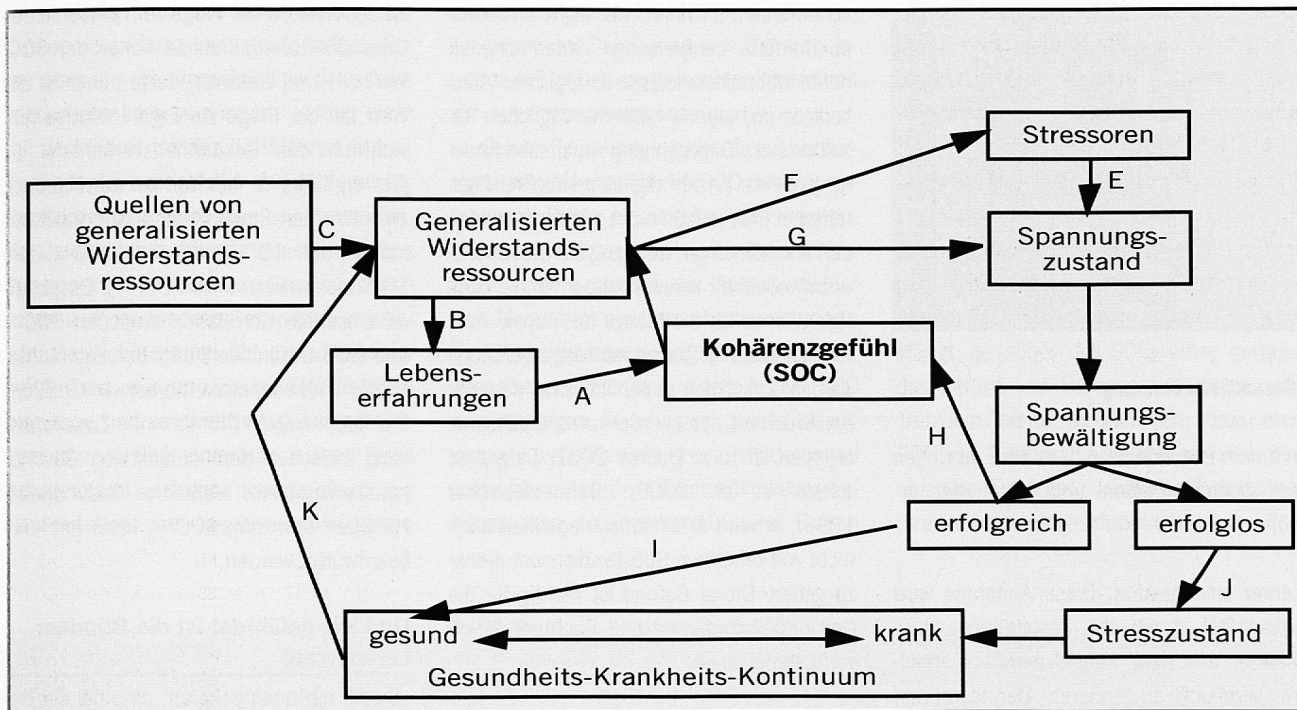 Stressoren
F
E
Quellen von
generalisierten
Widerstands-
ressourcen
C
Generalisierten
Widerstands-
ressourcen
G
Spannungs-
zustand
B
Kohärenzgefühl
(SOC)
Lebens-
erfahrungen
A
Spannungs-
bewältigung
H
K
erfolgreich
erfolglos
I
J
gesund
krank
Stresszustand
Gesundheits-Krankheits-Kontinuum